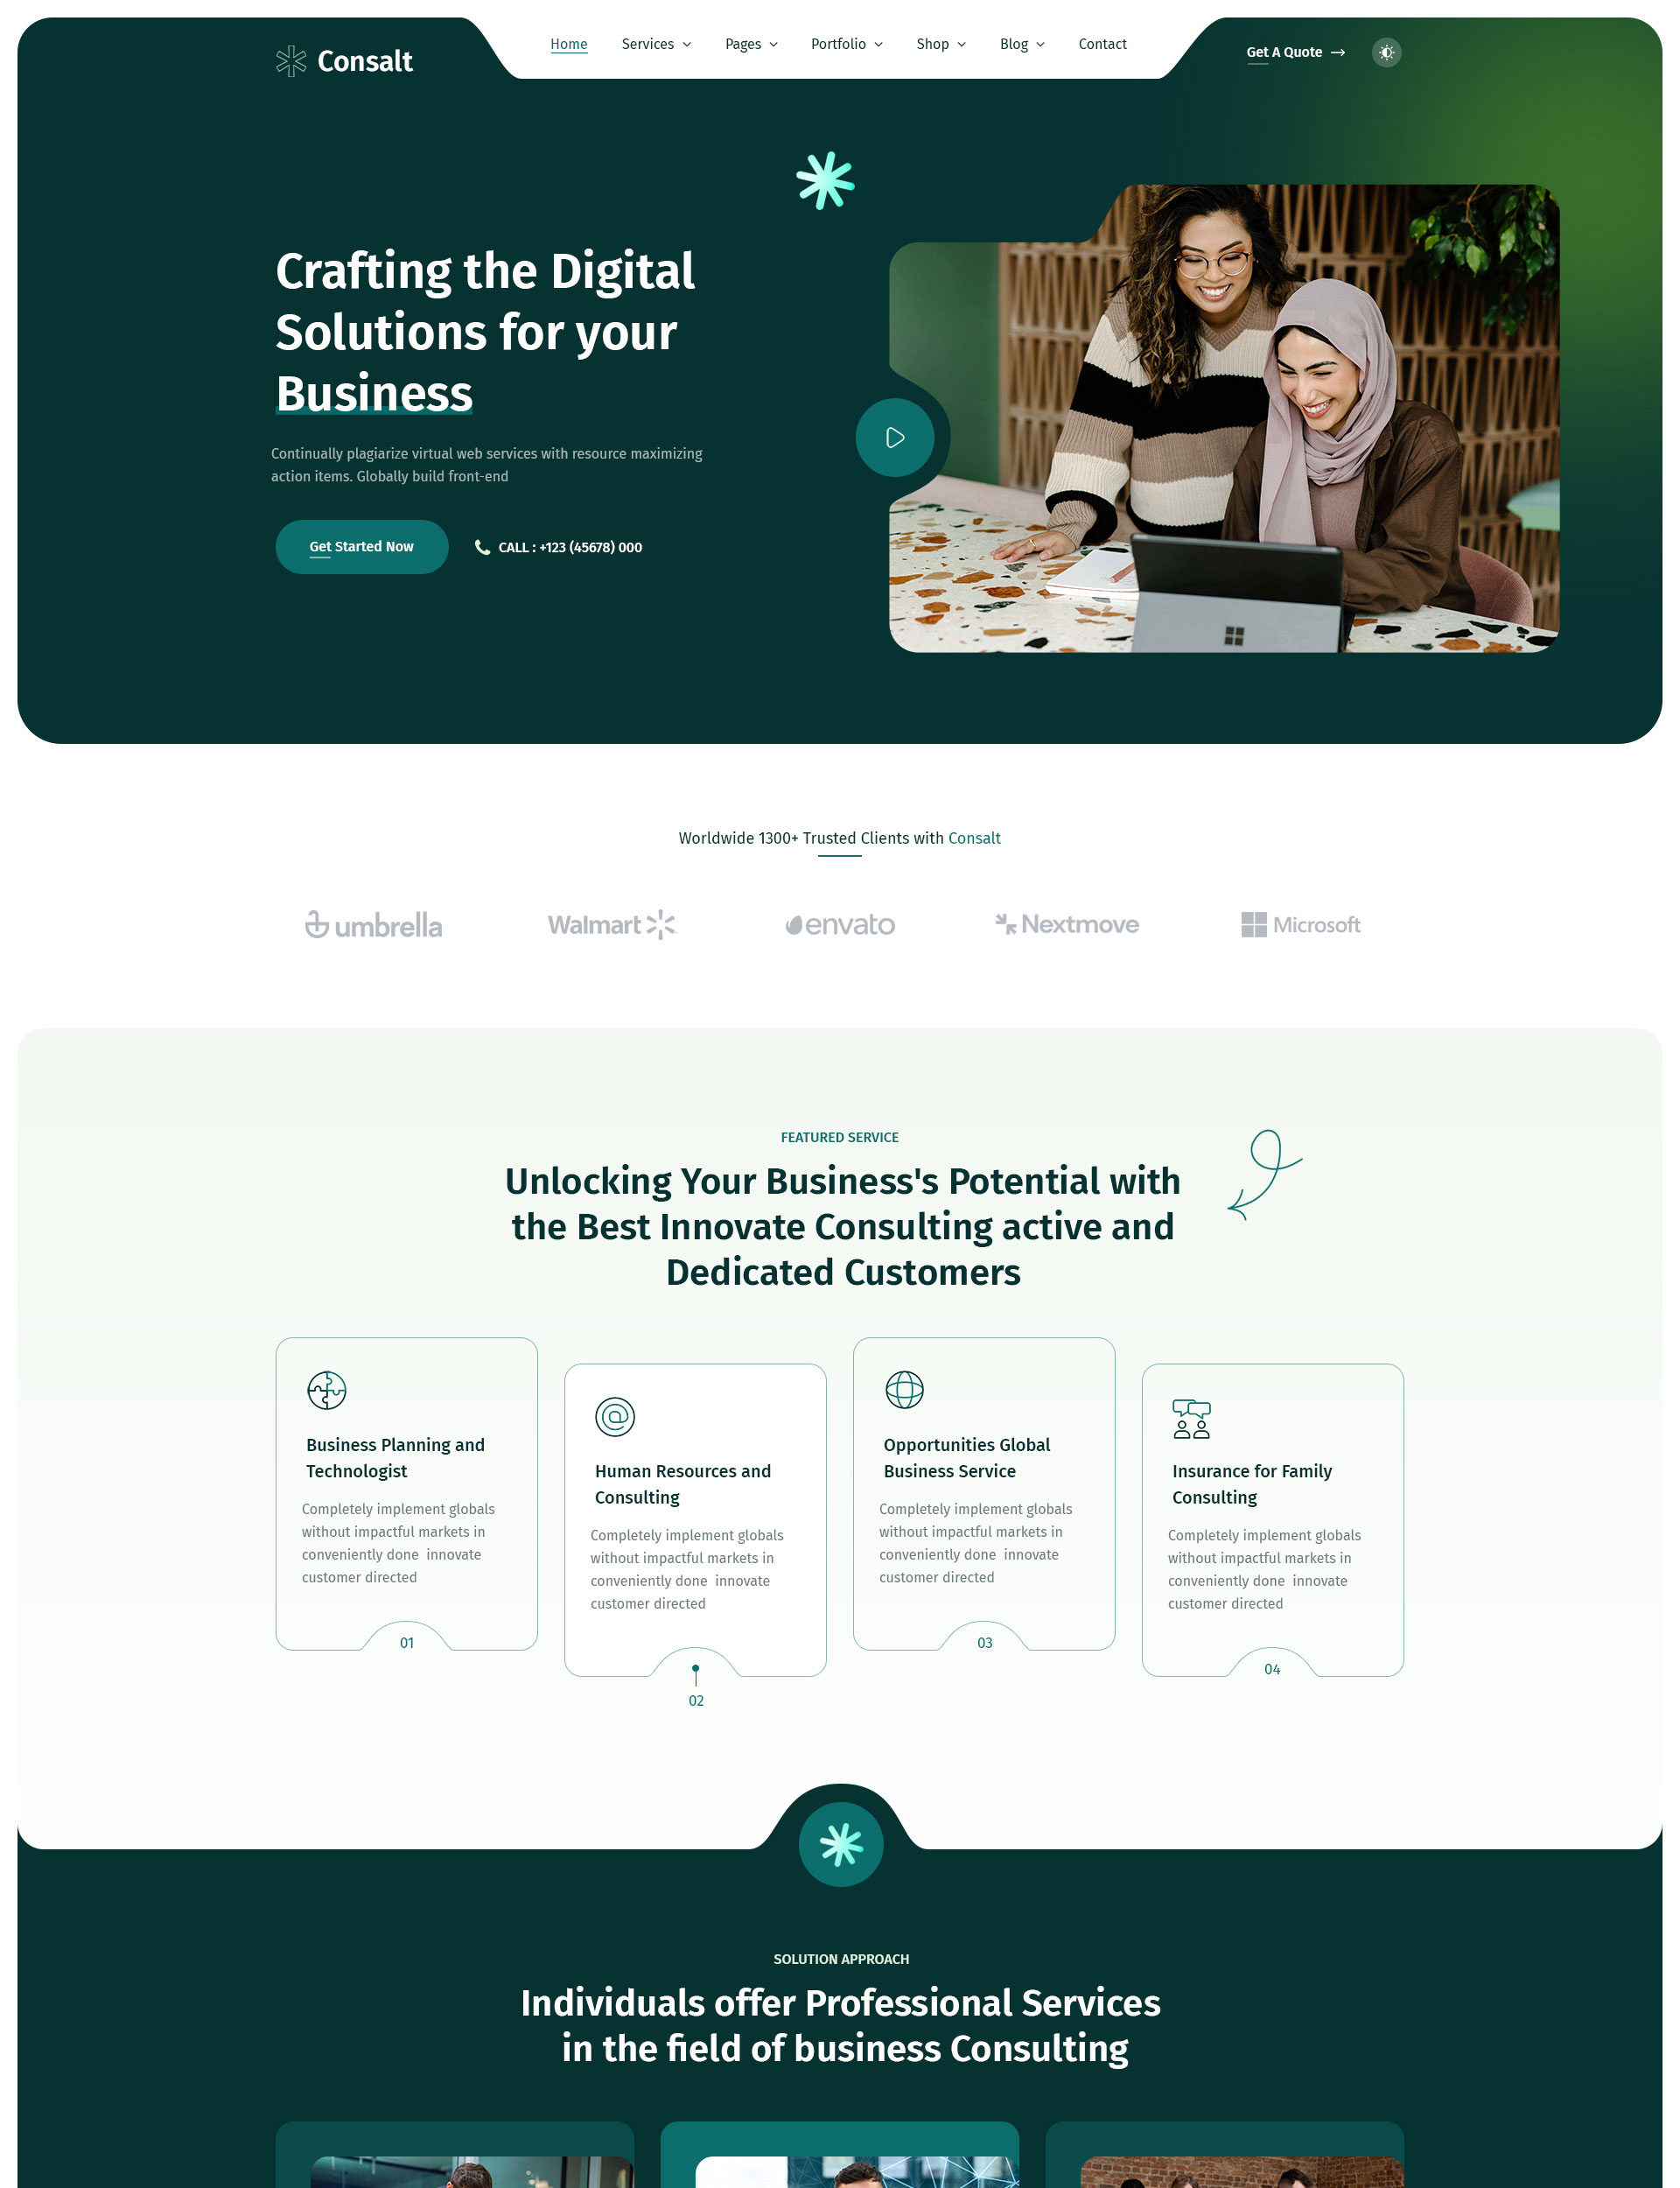 Consalt
Home Services Pages Portfolio Shop Blog Contact
Get A Quote
Crafting the Digital
Solutions for your
Business
Continually plagiarize virtual web services with resource maximizing
action items. Globally build front-end
Get Started Now
CALL : +123 (45678) 000
Worldwide 1300+ Trusted Clients with Consalt
umbrella
Walmart
envato
Nextmove
Microsoft
FEATURED SERVICE
Unlocking Your Business's Potential with
the Best Innovate Consulting active and
Dedicated Customers
Business Planning and
Technologist
Completely implement globals
without impactful markets in
conveniently done innovate
customer directed
01
Human Resources and
Consulting
Completely implement globals
without impactful markets in
conveniently done innovate
customer directed
02
Opportunities Global
Business Service
Completely implement globals
without impactful markets in
conveniently done innovate
customer directed
03
Insurance for Family
Consulting
Completely implement globals
without impactful markets in
conveniently done innovate
customer directed
04
SOLUTION APPROACH
Individuals offer Professional Services
in the field of business Consulting